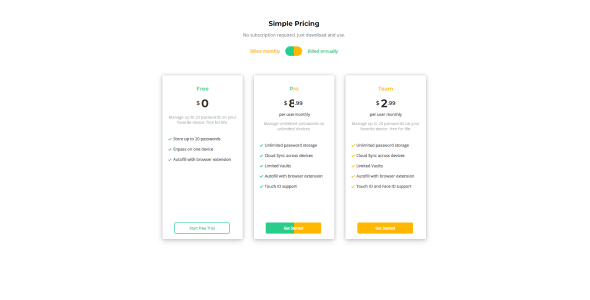 Simple Pricing
No subscription required. Just download and use.
Billed monthly Billed annually
Free
$ 0
Manage up to 20 passwords on your
favorite device. Free for life
Store up to 20 passwords
Enpass on one device
Autofill with browser extension
Start Free Trial
Pro
$ 8.99
per user monthly
Manage unlimited passwords on
unlimited devices
Unlimited password storage
Cloud Sync across devices
Limited Vaults
Autofill with browser extension
Touch ID support
Get Started
Team
$ 2.99
per user monthly
Manage up to 20 passwords on your
favorite device. Free for life
Unlimited password storage
Cloud Sync across devices
Limited Vaults
Autofill with browser extension
Touch ID and Face ID support
Get Started